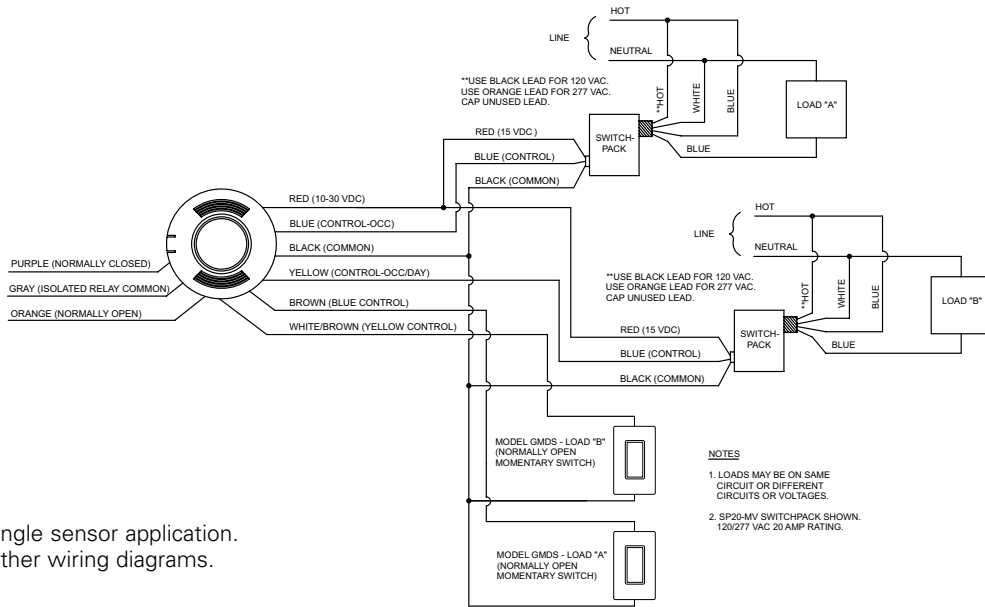 HOT
LINE
NEUTRAL
**USE BLACK LEAD FOR 120 VAC.
USE ORANGE LEAD FOR 277 VAC.
CAP UNUSED LEAD.
**HOT
WHITE
BLUE
LOAD "A"
RED (15 VDC )
SWITCH-
PACK
BLUE
BLUE (CONTROL)
BLACK (COMMON)
RED (10-30 VDC)
BLUE (CONTROL-OCC)
BLACK (COMMON)
YELLOW (CONTROL-OCC/DAY)
BROWN (BLUE CONTROL)
WHITE/BROWN (YELLOW CONTROL)
PURPLE (NORMALLY CLOSED)
GRAY (ISOLATED RELAY COMMON)
ORANGE (NORMALLY OPEN)
HOT
LINE
NEUTRAL
**USE BLACK LEAD FOR 120 VAC.
USE ORANGE LEAD FOR 277 VAC.
CAP UNUSED LEAD.
**HOT
WHITE
BLUE
LOAD "B"
RED (15 VDC)
SWITCH-
PACK
BLUE
BLUE (CONTROL)
BLACK (COMMON)
MODEL GMDS - LOAD "B"
(NORMALLY OPEN
MOMENTARY SWITCH)
MODEL GMDS - LOAD "A"
(NORMALLY OPEN
MOMENTARY SWITCH)
NOTES
1. LOADS MAY BE ON SAME
CIRCUIT OR DIFFERENT
CIRCUITS OR VOLTAGES.
2. SP20-MV SWITCHPACK SHOWN.
120/277 VAC 20 AMP RATING.
ngle sensor application.
ther wiring diagrams.